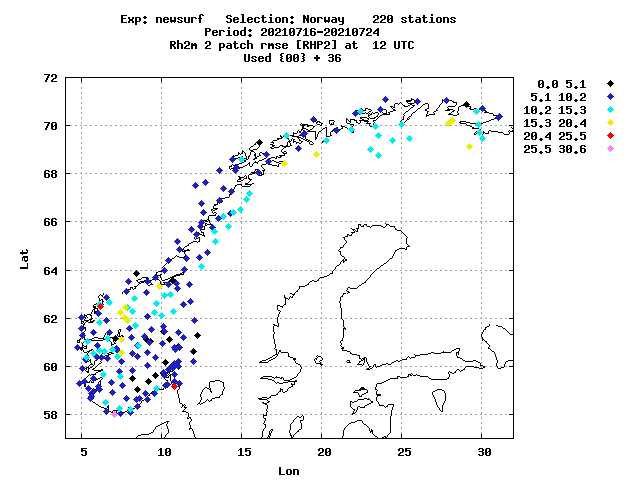 Exp: newsurf Selection: Norway 220 stations
Period: 20210716-20210724
Rh2m 2 patch rmse [RHP2] at 12 UTC
Used {00} + 36
0.0 5.1
5.1 10.2
10.2 15.3
15.3 20.4
20.4 25.5
25.5 30.6
72
70
68
66
64
62
60
58
Lat
5 10 15 20 25 30
Lon